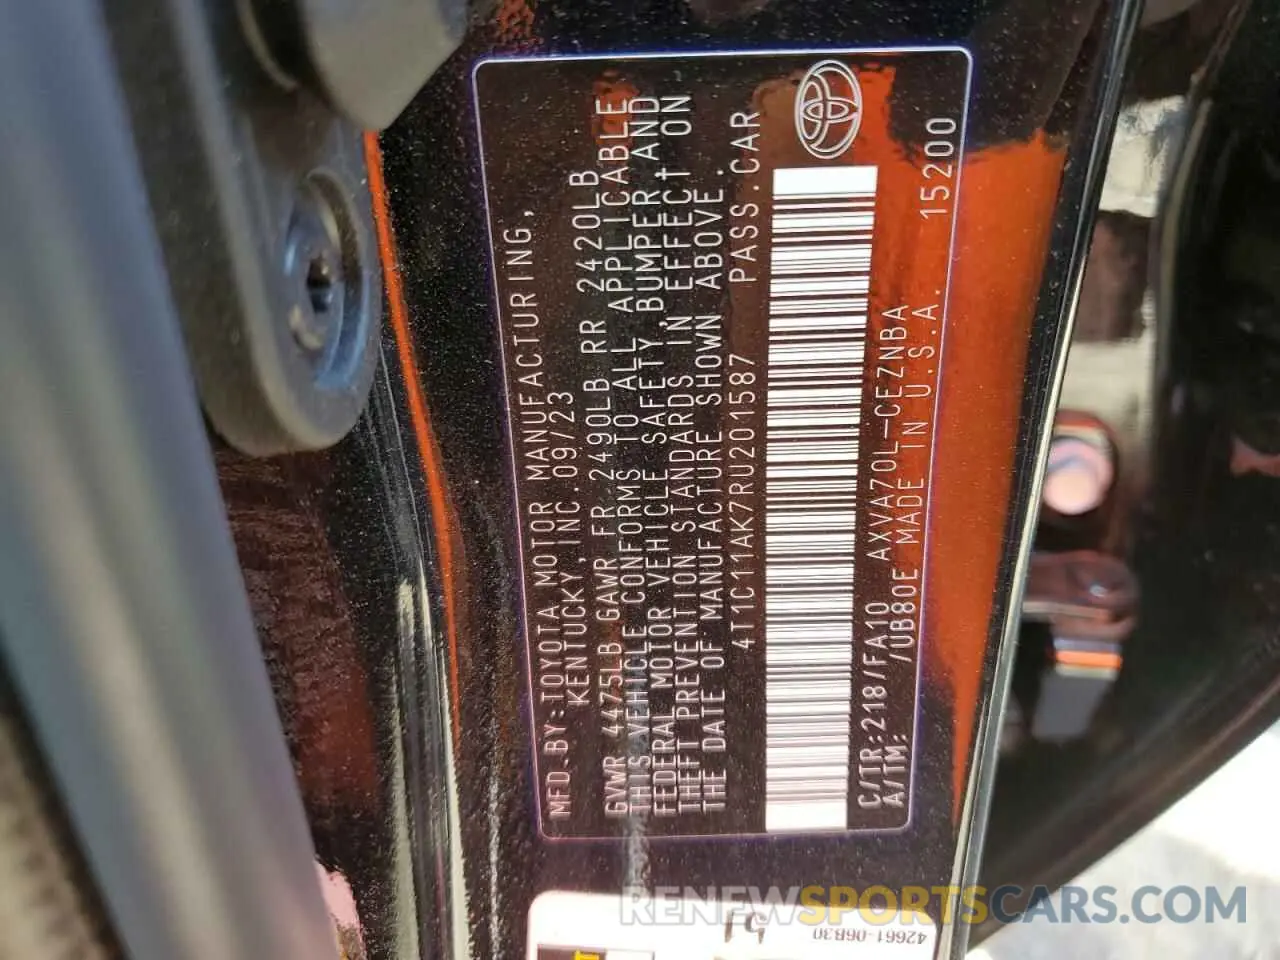 MFD.BY:TOYOTA MOTOR MANUFACTURING,
KENTUCKY, INC. 09/23
GVWR 4475LB GAWR FR 2490LB RR 2420LB
THIS VEHICLE CONFORMS TO ALL APPLICABLE
FEDERAL MOTOR VEHICLE SAFETY, BUMPER, AND
THEFT PREVENTION STANDARDS IN EFFECT ON
THE DATE OF MANUFACTURE SHOWN ABOVE.
4T1C11AK7RU201587 PASS.CAR
C/TR:218/FA10 AXVA70L-CEZNBA
A/TM: /UB80E MADE IN U.S.A. 15200
42661-06B30
RENEWSPORTSCARS.COM